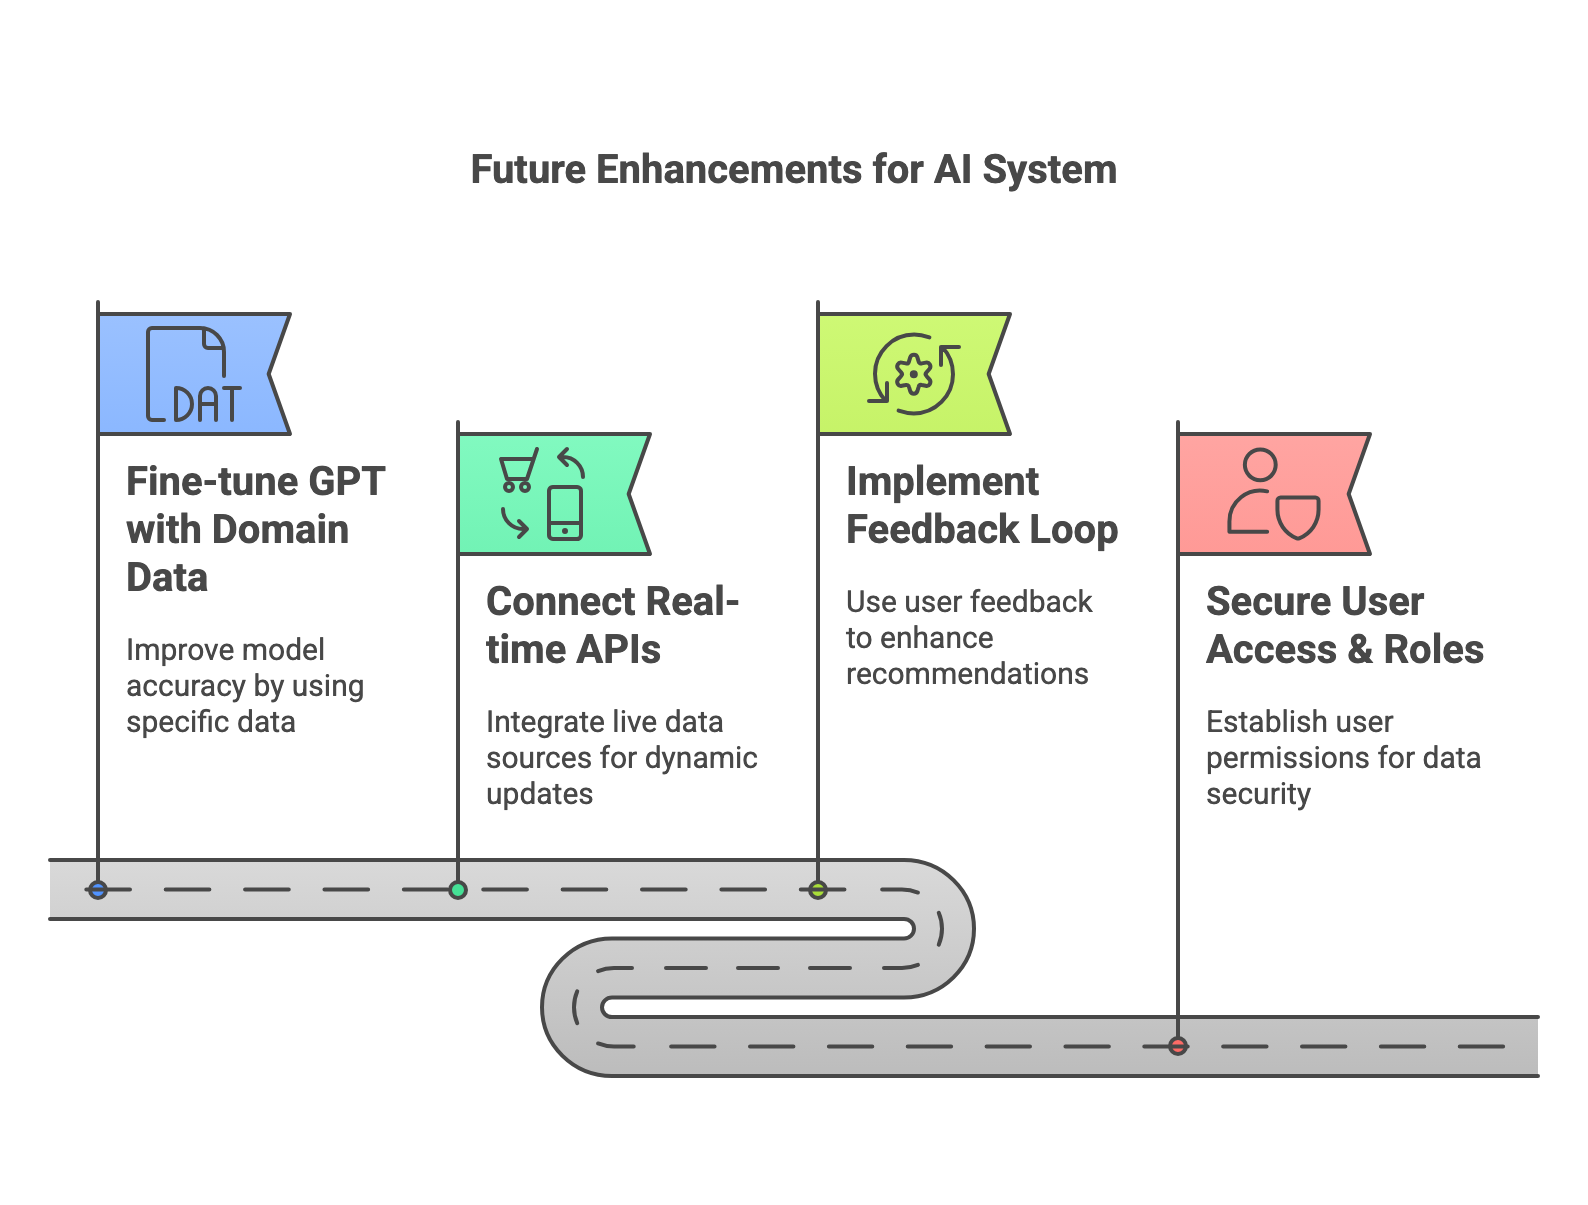 Future Enhancements for AI System
DAT
Fine-tune GPT
with Domain
Data
Improve model
accuracy by using
specific data
Connect Real-
time APIs
Integrate live data
sources for dynamic
updates
Implement
Feedback Loop
Use user feedback
to enhance
recommendations
Secure User
Access & Roles
Establish user
permissions for data
security